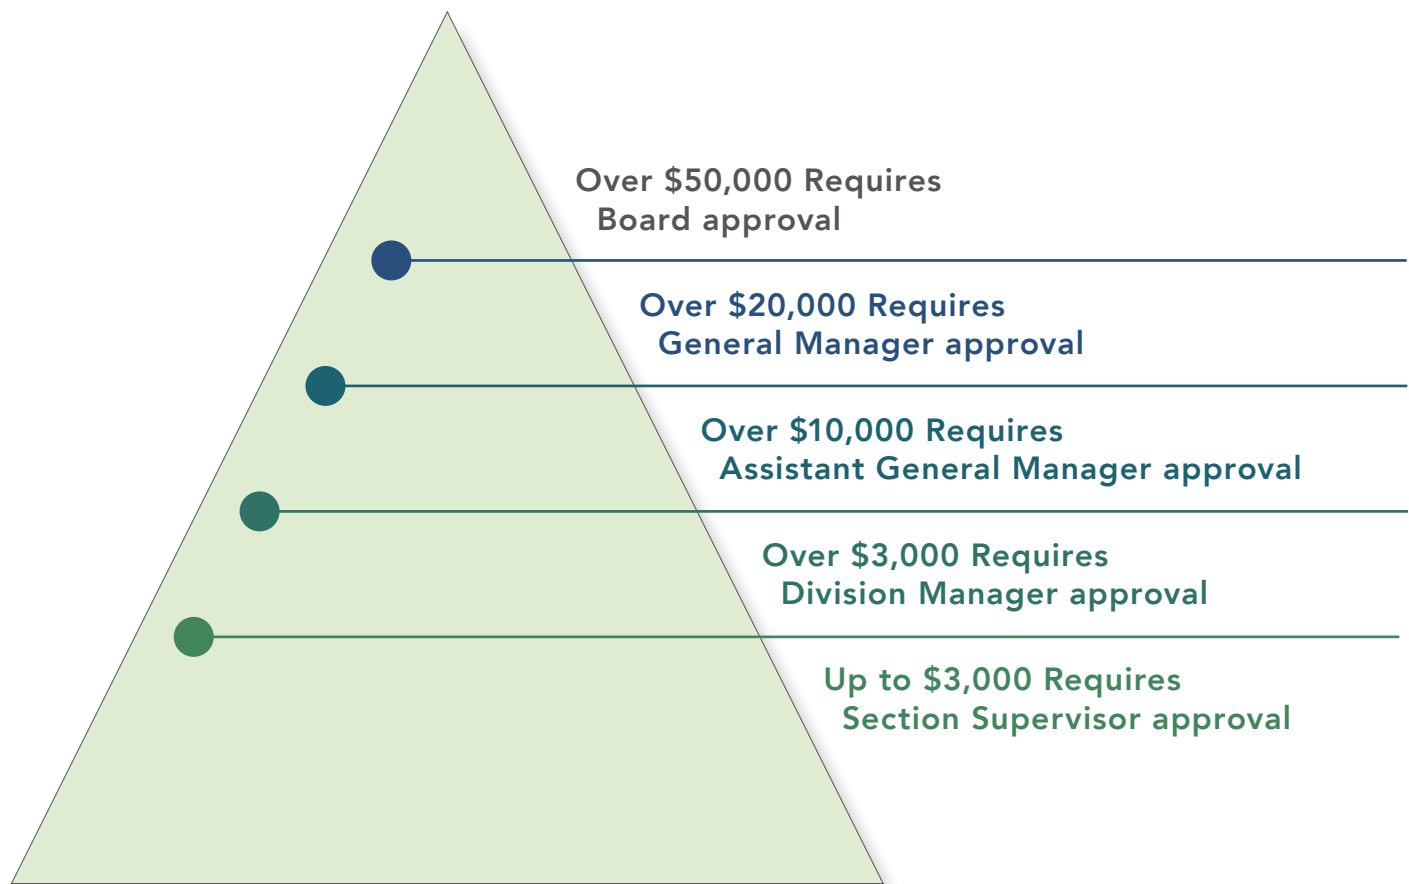 Over $50,000 Requires
Board approval
Over $20,000 Requires
General Manager approval
Over $10,000 Requires
Assistant General Manager approval
Over $3,000 Requires
Division Manager approval
Up to $3,000 Requires
Section Supervisor approval